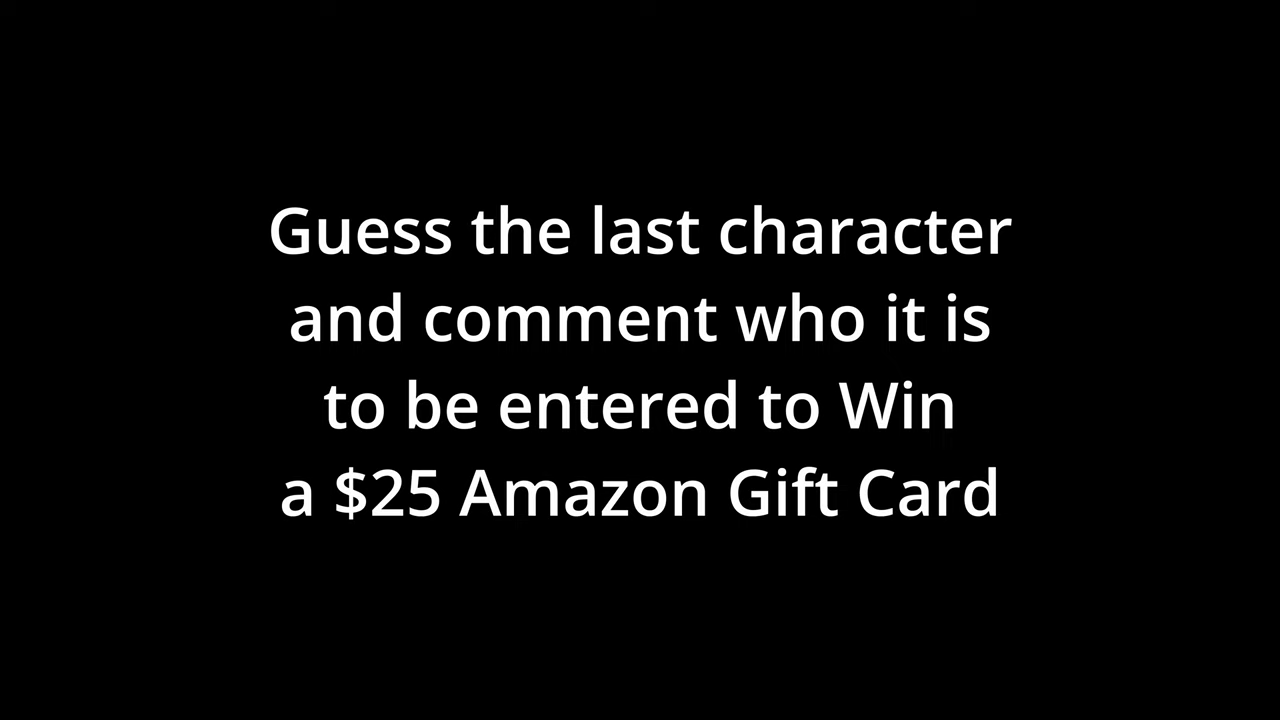 Guess the last character
and comment who it is
to be entered to Win
a $25 Amazon Gift Card